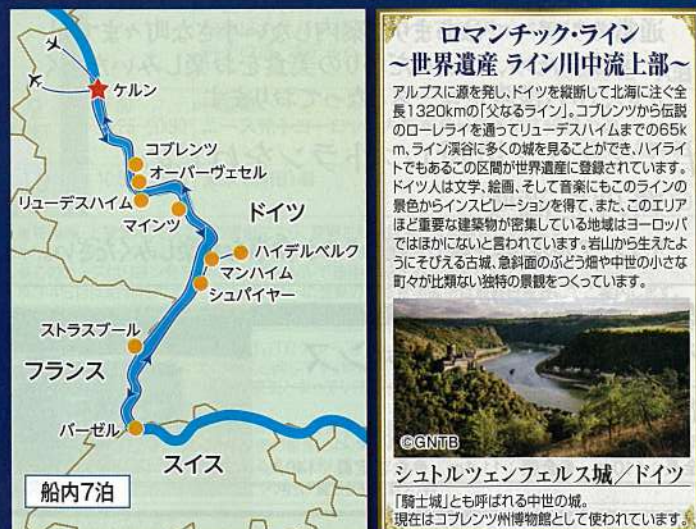 ケルン
コブレンツ
オーバーヴェセル
リューデスハイム
マインツ
ドイツ
ハイデルベルク
マンハイム
シュパイヤー
ストラスブール
フランス
バーゼル
スイス
船内7泊
ロマンチック・ライン
～世界遺産 ライン川中流上部～
アルプスに源を発し、ドイツを縦断して北海に注ぐ全
長1320kmの「父なるライン」。コブレンツから伝説
のローレライを通ってリューデスハイムまでの65k
m、ライン渓谷に多くの城を見ることができ、ハイライ
トでもあるこの区間が世界遺産に登録されています。
ドイツ人は文学、絵画、そして音楽にもこのラインの
景色からインスピレーションを得て、また、このエリア
ほど重要な建築物が密集している地域はヨーロッパ
ではほかにないと言われています。岩山から生えたよ
うにそびえる古城、急斜面のぶどう畑や中世の小さな
町々が比類ない独特の景観をつくっています。
©GNTB
シュトルツェンフェルス城／ドイツ
「騎士城」とも呼ばれる中世の城。
現在はコブレンツ州博物館として使われています。